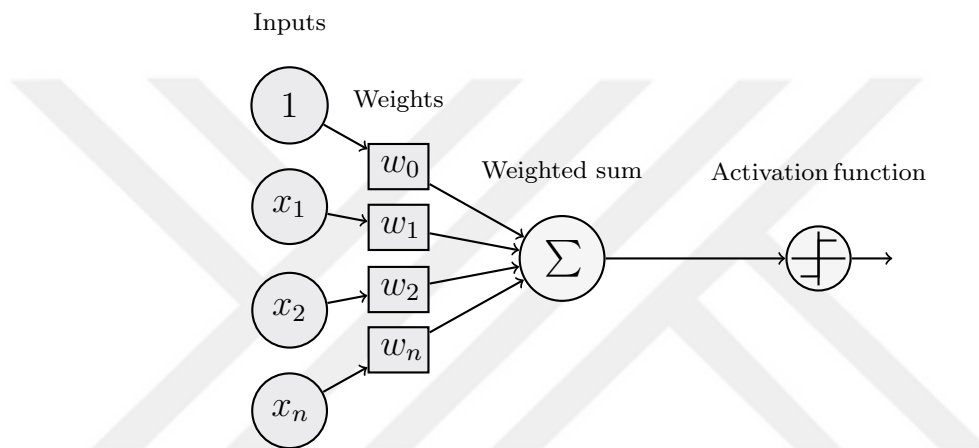 Inputs
1
Weights
w₀
x₁
Weighted sum
Activation function
w₁
∑
x₂
w₂
wₙ
xₙ